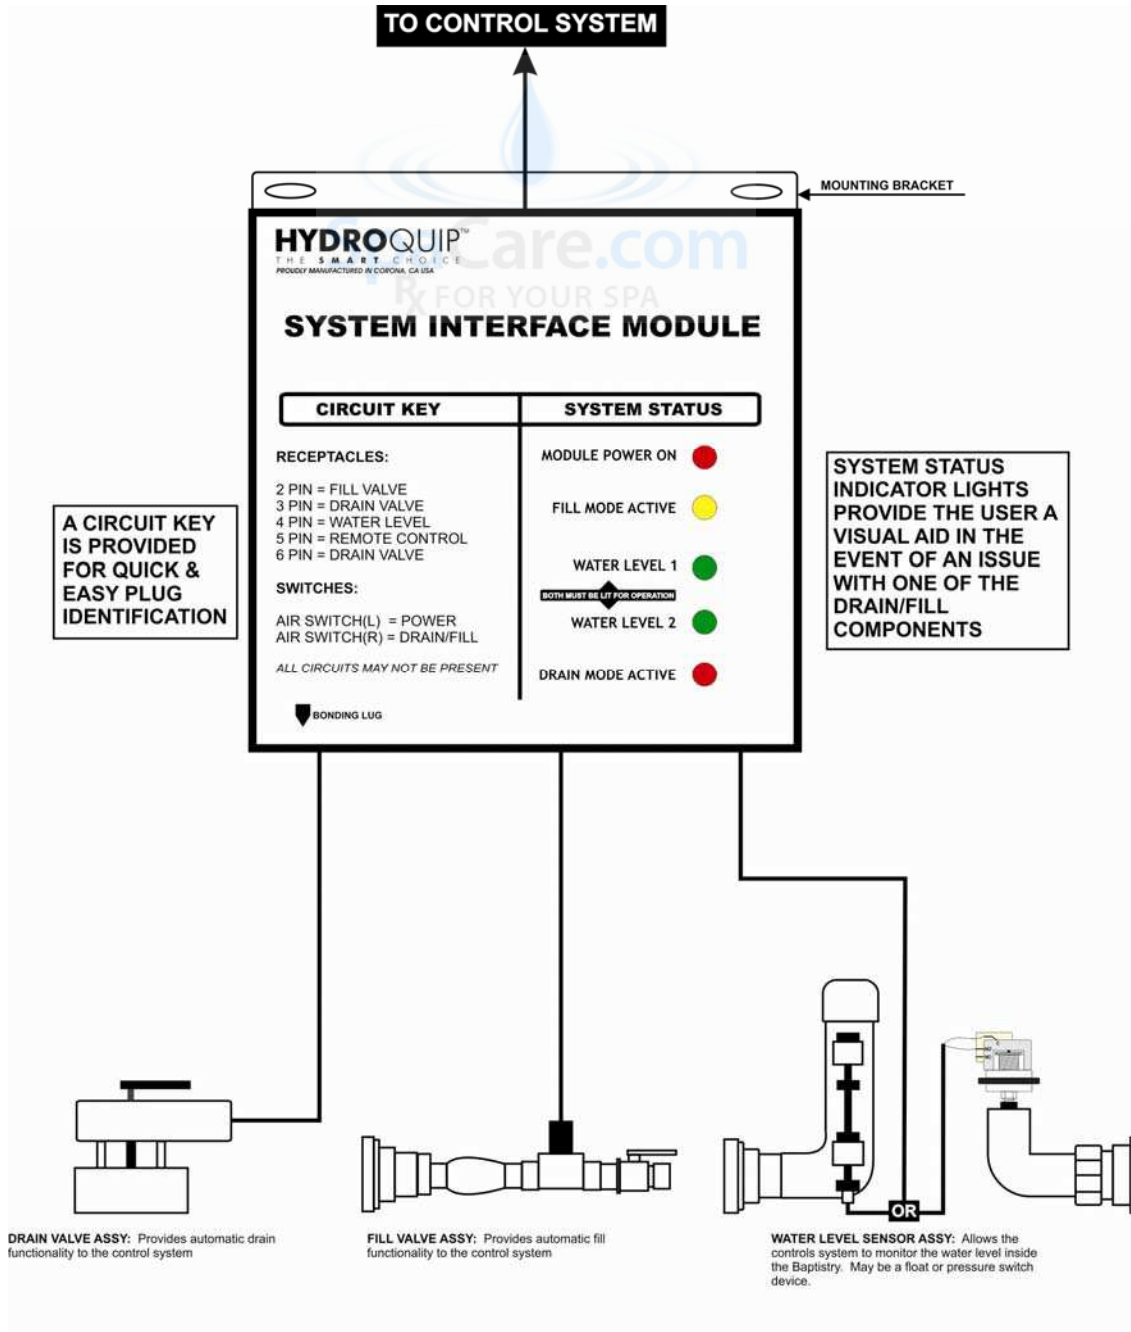 TO CONTROL SYSTEM
MOUNTING BRACKET
HYDROQUIP™
THE SMART CHOICE
PROUDLY MANUFACTURED IN CORONA, CA USA
SpaCare.com
Rx FOR YOUR SPA
SYSTEM INTERFACE MODULE
CIRCUIT KEY
RECEPTACLES:
2 PIN = FILL VALVE
3 PIN = DRAIN VALVE
4 PIN = WATER LEVEL
5 PIN = REMOTE CONTROL
6 PIN = DRAIN VALVE
SWITCHES:
AIR SWITCH(L) = POWER
AIR SWITCH(R) = DRAIN/FILL
ALL CIRCUITS MAY NOT BE PRESENT
BONDING LUG
SYSTEM STATUS
MODULE POWER ON
FILL MODE ACTIVE
WATER LEVEL 1
BOTH MUST BE LIT FOR OPERATION
WATER LEVEL 2
DRAIN MODE ACTIVE
A CIRCUIT KEY
IS PROVIDED
FOR QUICK &
EASY PLUG
IDENTIFICATION
SYSTEM STATUS
INDICATOR LIGHTS
PROVIDE THE USER A
VISUAL AID IN THE
EVENT OF AN ISSUE
WITH ONE OF THE
DRAIN/FILL
COMPONENTS
OR
DRAIN VALVE ASSY: Provides automatic drain
functionality to the control system
FILL VALVE ASSY: Provides automatic fill
functionality to the control system
WATER LEVEL SENSOR ASSY: Allows the
controls system to monitor the water level inside
the Baptistry. May be a float or pressure switch
device.